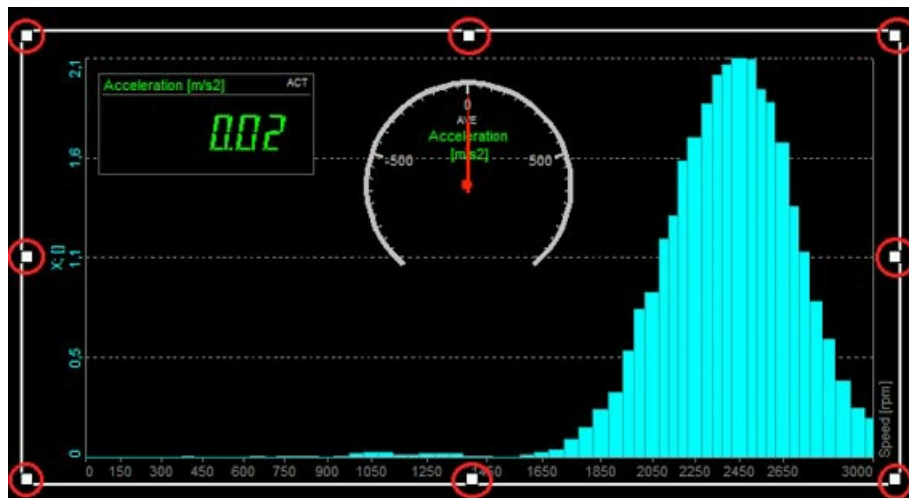 2,1
Acceleration [m/s2] ACT
0.02
0
AVE
Acceleration
[m/s2]
-500
500
1,6
X; []
1,1
0,5
0
0 150 300 450 600 750 900 1050 1250 1450 1650 1850 2050 2250 2450 2650 3000
Speed [rpm]